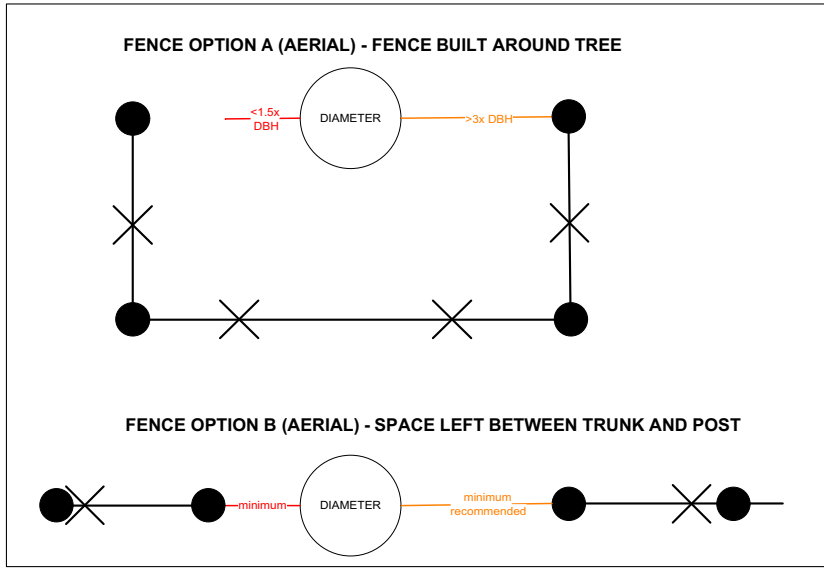 FENCE OPTION A (AERIAL) - FENCE BUILT AROUND TREE
<1.5x
DBH
DIAMETER
>3x DBH
FENCE OPTION B (AERIAL) - SPACE LEFT BETWEEN TRUNK AND POST
minimum
DIAMETER
minimum
recommended